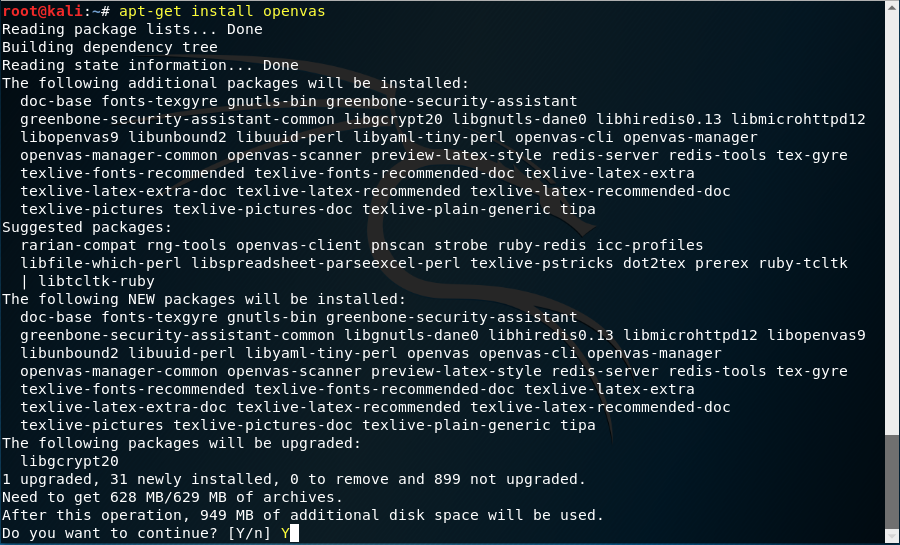 root@kali:~# apt-get install openvas
Reading package lists... Done
Building dependency tree
Reading state information... Done
The following additional packages will be installed:
  doc-base fonts-texgyre gnutls-bin greenbone-security-assistant
  greenbone-security-assistant-common libgcrypt20 libgnutls-dane0 libhiredis0.13 libmicrohttpd12
  libopenvas9 libunbound2 libuuid-perl libyaml-tiny-perl openvas-cli openvas-manager
  openvas-manager-common openvas-scanner preview-latex-style redis-server redis-tools tex-gyre
  texlive-fonts-recommended texlive-fonts-recommended-doc texlive-latex-extra
  texlive-latex-extra-doc texlive-latex-recommended texlive-latex-recommended-doc
  texlive-pictures texlive-pictures-doc texlive-plain-generic tipa
Suggested packages:
  rarian-compat rng-tools openvas-client pnscan strobe ruby-redis icc-profiles
  libfile-which-perl libspreadsheet-parseexcel-perl texlive-pstricks dot2tex prerex ruby-tcltk
  | libtcltk-ruby
The following NEW packages will be installed:
  doc-base fonts-texgyre gnutls-bin greenbone-security-assistant
  greenbone-security-assistant-common libgnutls-dane0 libhiredis0.13 libmicrohttpd12 libopenvas9
  libunbound2 libuuid-perl libyaml-tiny-perl openvas openvas-cli openvas-manager
  openvas-manager-common openvas-scanner preview-latex-style redis-server redis-tools tex-gyre
  texlive-fonts-recommended texlive-fonts-recommended-doc texlive-latex-extra
  texlive-latex-extra-doc texlive-latex-recommended texlive-latex-recommended-doc
  texlive-pictures texlive-pictures-doc texlive-plain-generic tipa
The following packages will be upgraded:
  libgcrypt20
1 upgraded, 31 newly installed, 0 to remove and 899 not upgraded.
Need to get 628 MB/629 MB of archives.
After this operation, 949 MB of additional disk space will be used.
Do you want to continue? [Y/n] Y